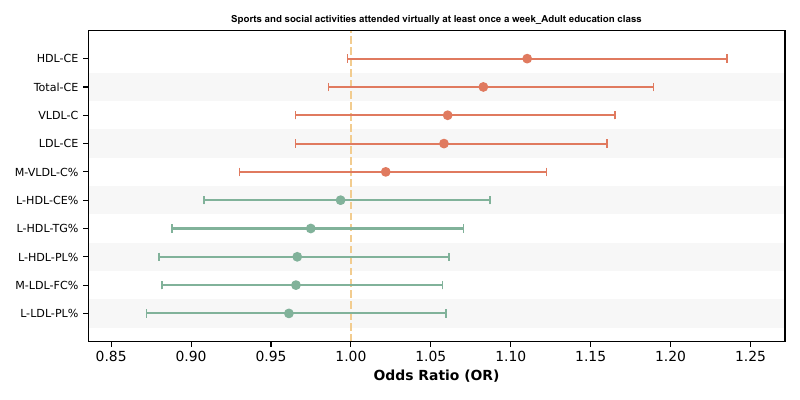 Sports and social activities attended virtually at least once a week_Adult education class
HDL-CE
Total-CE
VLDL-C
LDL-CE
M-VLDL-C%
L-HDL-CE%
L-HDL-TG%
L-HDL-PL%
M-LDL-FC%
L-LDL-PL%
0.85 0.90 0.95 1.00 1.05 1.10 1.15 1.20 1.25
Odds Ratio (OR)